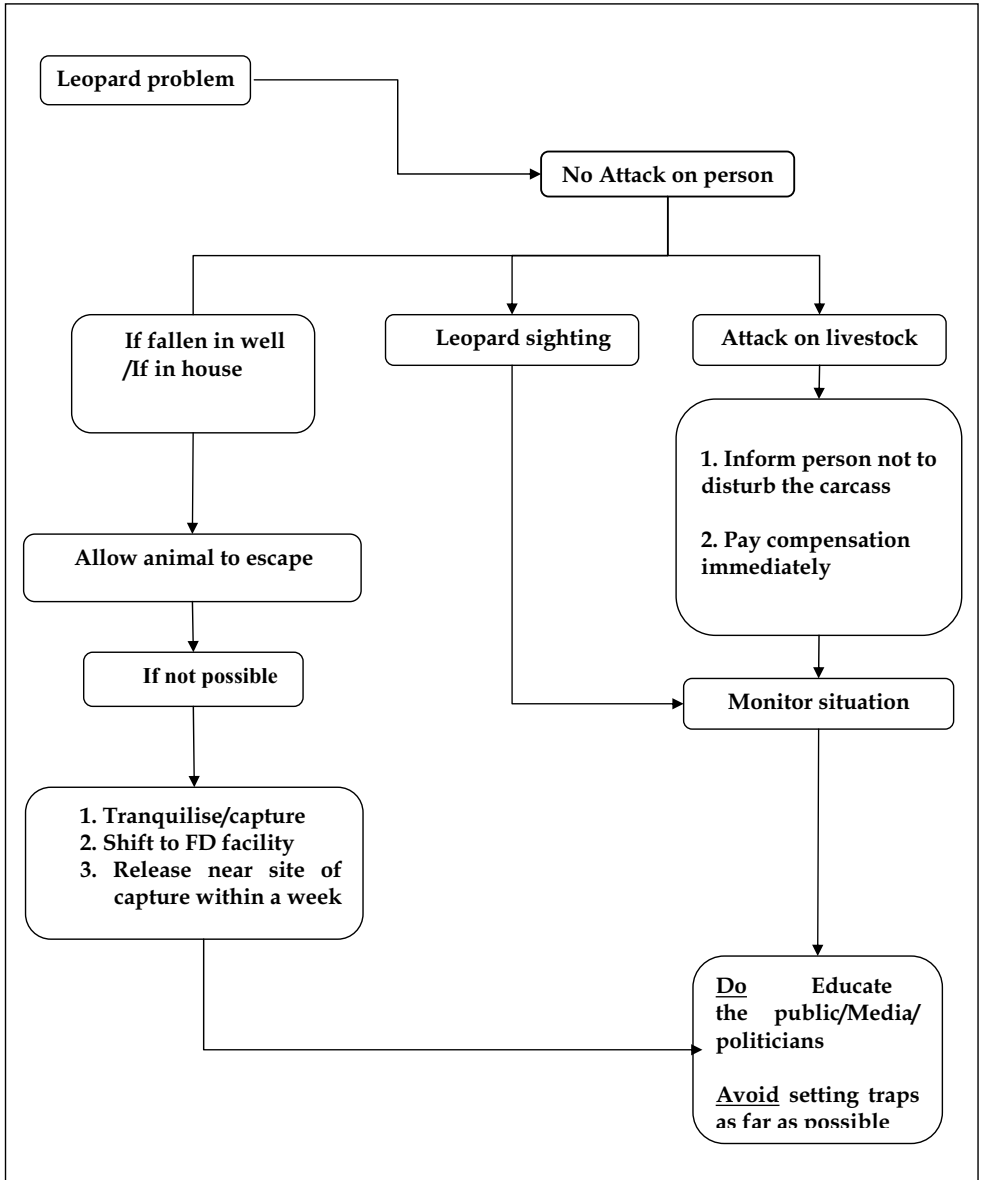 Leopard problem
No Attack on person
If fallen in well
/If in house
Leopard sighting
Attack on livestock
1. Inform person not to
disturb the carcass
2. Pay compensation
immediately
Allow animal to escape
If not possible
Monitor situation
1. Tranquilise/capture
2. Shift to FD facility
3. Release near site of
capture within a week
Do Educate
the public/Media/
politicians
Avoid setting traps
as far as possible